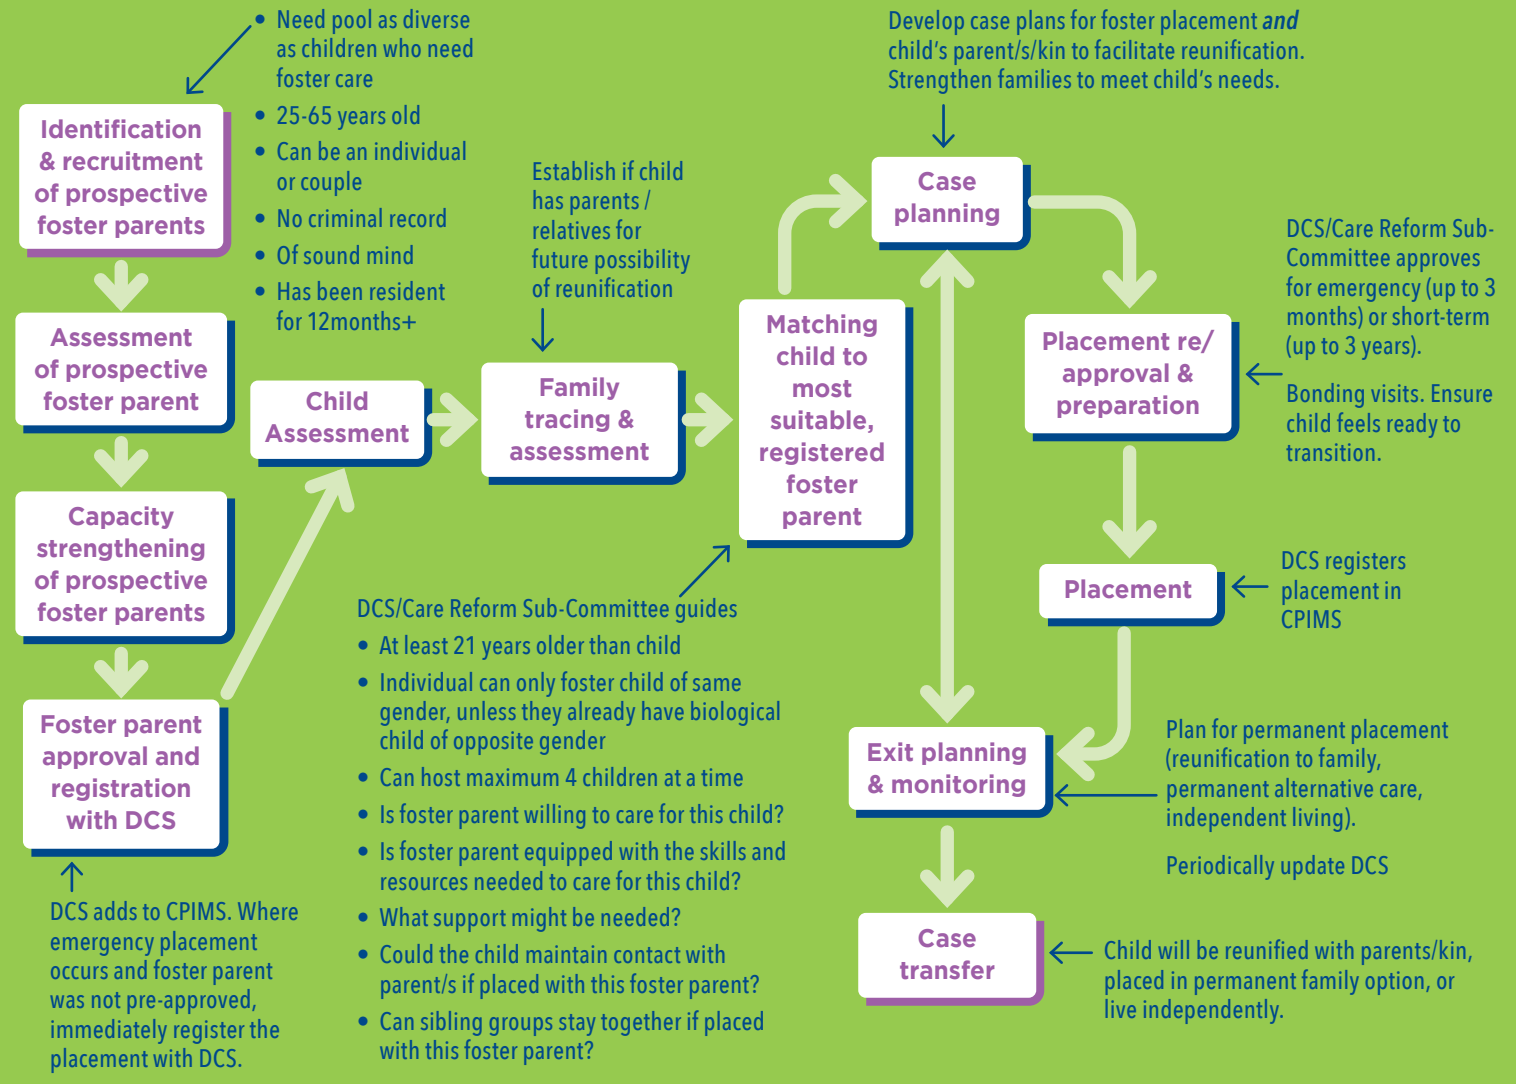 Identification
& recruitment
of prospective
foster parents
• Need pool as diverse
as children who need
foster care
• 25-65 years old
• Can be an individual
or couple
• No criminal record
• Of sound mind
• Has been resident
for 12months+
Assessment
of prospective
foster parent
Capacity
strengthening
of prospective
foster parents
Foster parent
approval and
registration
with DCS
DCS adds to CPIMS. Where
emergency placement
occurs and foster parent
was not pre-approved,
immediately register the
placement with DCS.
Child
Assessment
Establish if child
has parents /
relatives for
future possibility
of reunification
Family
tracing &
assessment
Matching
child to
most
suitable,
registered
foster
parent
DCS/Care Reform Sub-Committee guides
• At least 21 years older than child
• Individual can only foster child of same
gender, unless they already have biological
child of opposite gender
• Can host maximum 4 children at a time
• Is foster parent willing to care for this child?
• Is foster parent equipped with the skills and
resources needed to care for this child?
• What support might be needed?
• Could the child maintain contact with
parent/s if placed with this foster parent?
• Can sibling groups stay together if placed
with this foster parent?
Develop case plans for foster placement and
child's parent/s/kin to facilitate reunification.
Strengthen families to meet child's needs.
Case
planning
Placement re/
approval &
preparation
DCS/Care Reform Sub-
Committee approves
for emergency (up to 3
months) or short-term
(up to 3 years).
Bonding visits. Ensure
child feels ready to
transition.
Placement
DCS registers
placement in
CPIMS
Exit planning
& monitoring
Plan for permanent placement
(reunification to family,
permanent alternative care,
independent living).
Periodically update DCS
Case
transfer
Child will be reunified with parents/kin,
placed in permanent family option, or
live independently.